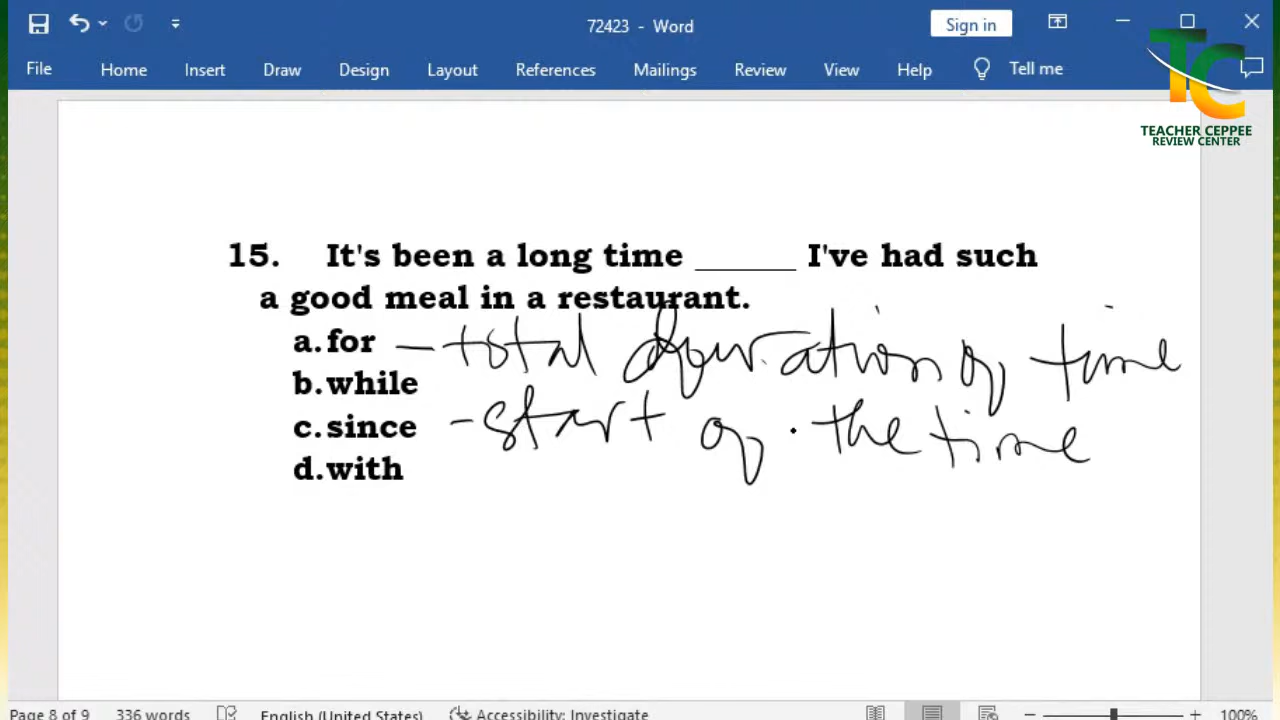 72423 - Word
Sign in
File Home Insert Draw Design Layout References Mailings Review View Help Tell me
TC
TEACHER CEPPEE
REVIEW CENTER
15. It's been a long time ______ I've had such
a good meal in a restaurant.
a. for – total duration of time
b. while
c. since – start of the time
d. with
Page 8 of 9 336 words English (United States) Accessibility: Investigate 100%